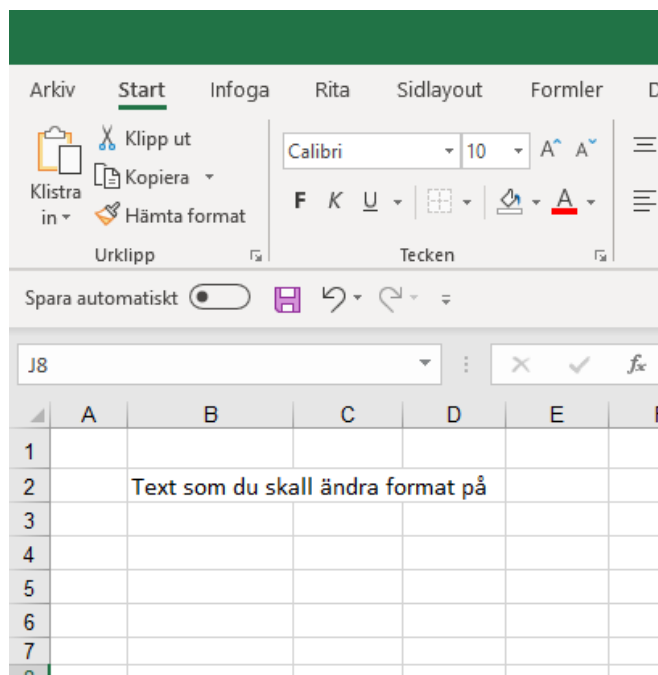 Arkiv Start Infoga Rita Sidlayout Formler D
Klistra in
Klipp ut
Kopiera
Hämta format
Urklipp
Calibri 10 A A
F K U A
Tecken
Spara automatiskt
J8 fx
A B C D E
1
2 Text som du skall ändra format på
3
4
5
6
7